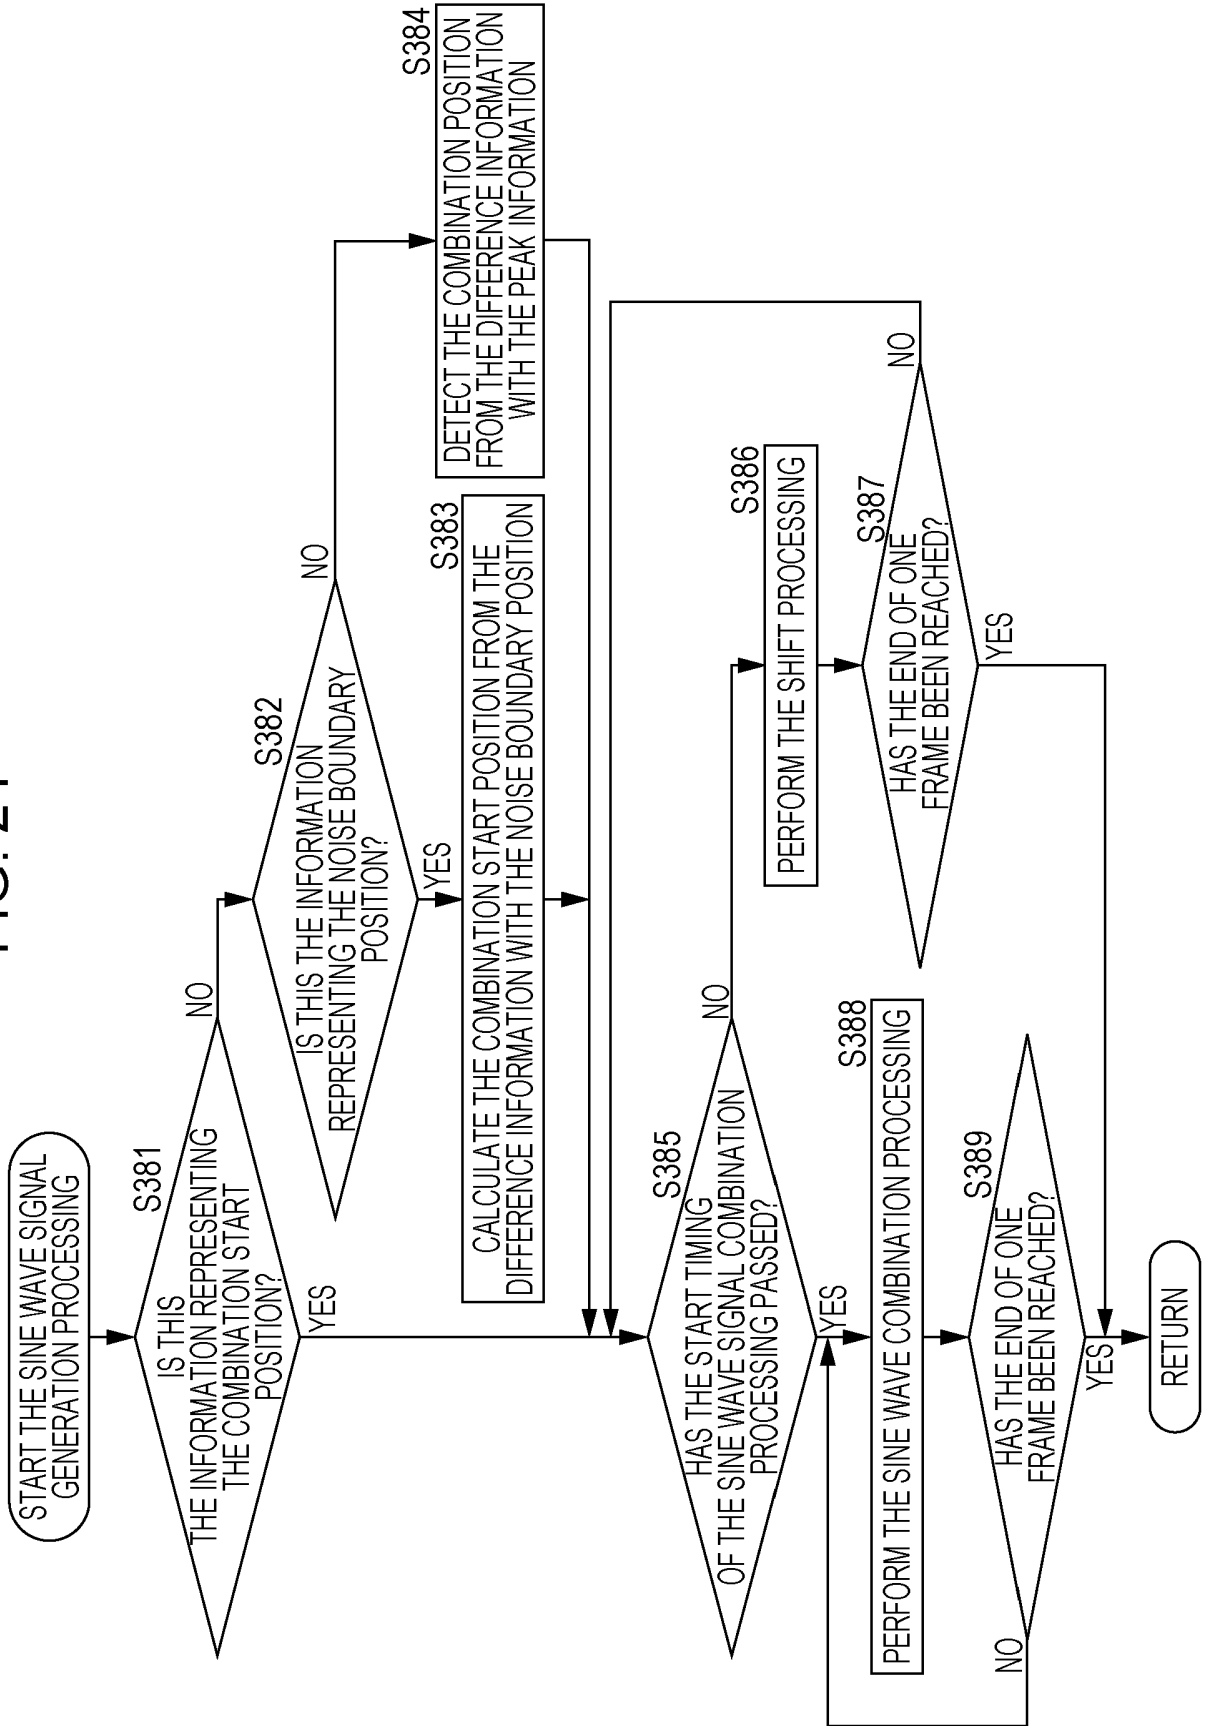 START THE SINE WAVE SIGNAL
GENERATION PROCESSING
S381
IS THIS
THE INFORMATION REPRESENTING
THE COMBINATION START
POSITION?
NO
YES
S382
IS THIS THE INFORMATION
REPRESENTING THE NOISE BOUNDARY
POSITION?
NO
YES
S383
CALCULATE THE COMBINATION START POSITION FROM THE
DIFFERENCE INFORMATION WITH THE NOISE BOUNDARY POSITION
S384
DETECT THE COMBINATION POSITION
FROM THE DIFFERENCE INFORMATION
WITH THE PEAK INFORMATION
S385
HAS THE START TIMING
OF THE SINE WAVE SIGNAL COMBINATION
PROCESSING PASSED?
NO
YES
S386
PERFORM THE SHIFT PROCESSING
S387
HAS THE END OF ONE
FRAME BEEN REACHED?
NO
YES
S388
PERFORM THE SINE WAVE COMBINATION PROCESSING
S389
HAS THE END OF ONE
FRAME BEEN REACHED?
NO
YES
RETURN